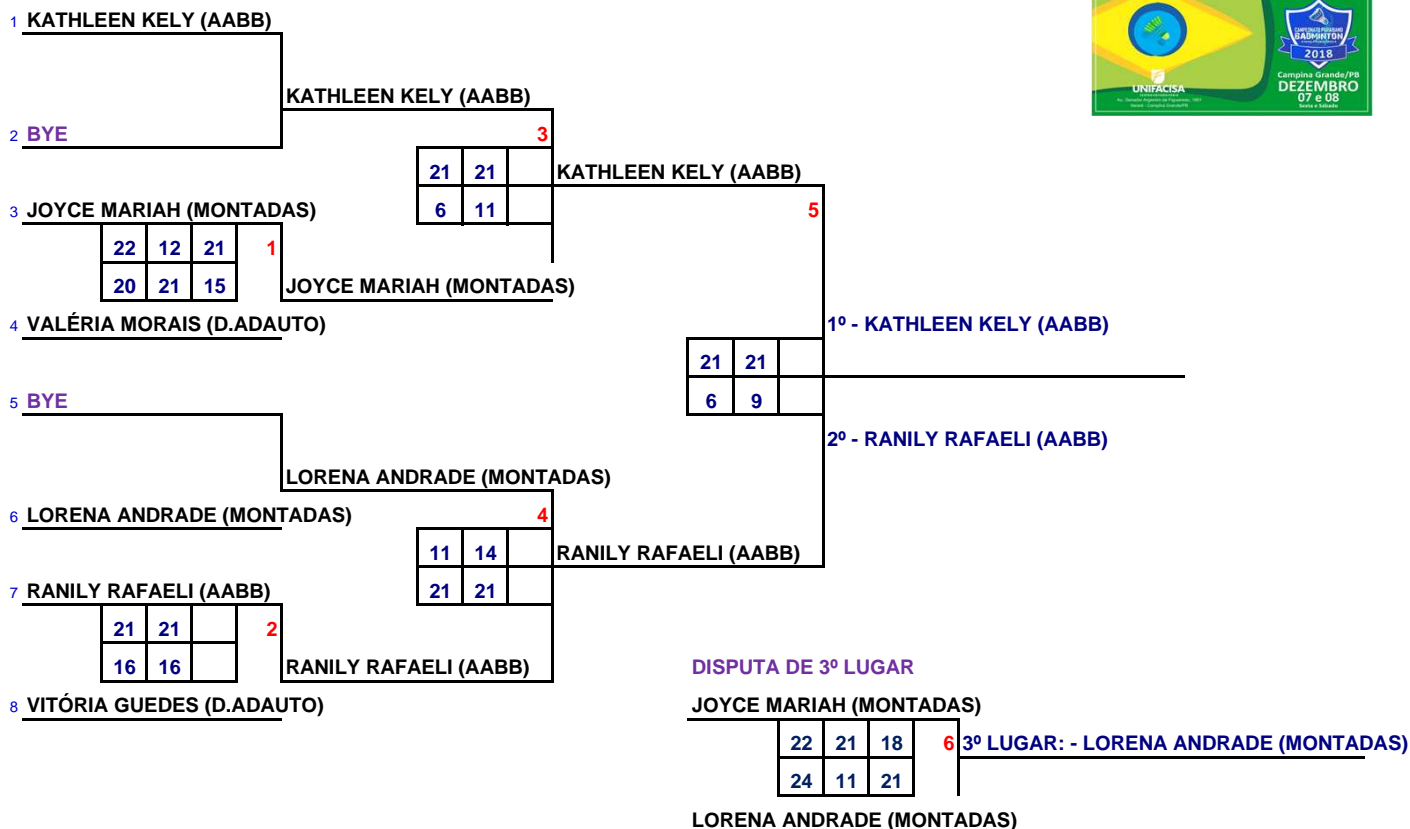 1 KATHLEEN KELY (AABB)
KATHLEEN KELY (AABB)
2 BYE
3
21 21
KATHLEEN KELY (AABB)
3 JOYCE MARIAH (MONTADAS)
6 11
5
22 12 21
1
20 21 15
JOYCE MARIAH (MONTADAS)
4 VALÉRIA MORAIS (D.ADAUTO)
1º - KATHLEEN KELY (AABB)
21 21
5 BYE
6 9
2º - RANILY RAFAELI (AABB)
LORENA ANDRADE (MONTADAS)
6 LORENA ANDRADE (MONTADAS)
4
11 14
RANILY RAFAELI (AABB)
7 RANILY RAFAELI (AABB)
21 21
21 21
2
16 16
RANILY RAFAELI (AABB)
DISPUTA DE 3º LUGAR
8 VITÓRIA GUEDES (D.ADAUTO)
JOYCE MARIAH (MONTADAS)
22 21 18
6
3º LUGAR: - LORENA ANDRADE (MONTADAS)
24 11 21
LORENA ANDRADE (MONTADAS)
CAMPEONATO PARAIBANO
BADMINTON
2018
UNIFACISA
Campina Grande/PB
DEZEMBRO
07 e 08
Sexta e Sábado